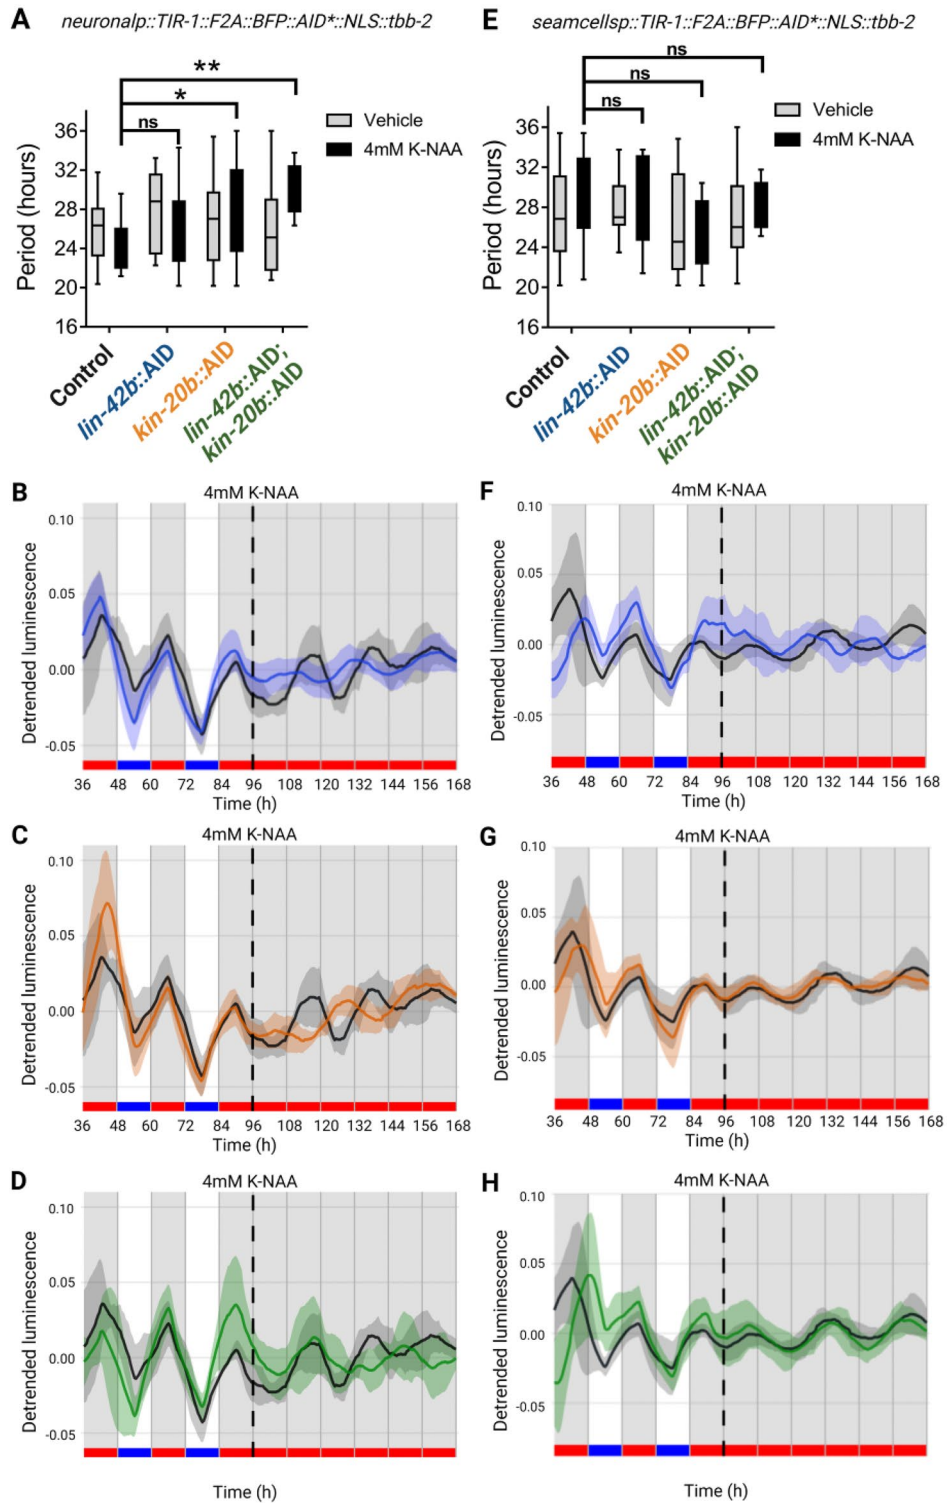 A
neuronalp::TIR-1::F2A::BFP::AID*::NLS::tbb-2
**
*
ns
Vehicle
4mM K-NAA
Period (hours)
36
32
28
24
20
16
Control
lin-42b::AID
kin-20b::AID
lin-42b::AID;
kin-20b::AID
E
seamcellsp::TIR-1::F2A::BFP::AID*::NLS::tbb-2
ns
ns
ns
Vehicle
4mM K-NAA
Period (hours)
36
32
28
24
20
16
Control
lin-42b::AID
kin-20b::AID
lin-42b::AID;
kin-20b::AID
B
4mM K-NAA
Detrended luminescence
0.10
0.05
0.00
-0.05
36 48 60 72 84 96 108 120 132 144 156 168
Time (h)
F
4mM K-NAA
Detrended luminescence
0.10
0.05
0.00
-0.05
36 48 60 72 84 96 108 120 132 144 156 168
Time (h)
C
4mM K-NAA
Detrended luminescence
0.10
0.05
0.00
-0.05
36 48 60 72 84 96 108 120 132 144 156 168
Time (h)
G
4mM K-NAA
Detrended luminescence
0.10
0.05
0.00
-0.05
36 48 60 72 84 96 108 120 132 144 156 168
Time (h)
D
4mM K-NAA
Detrended luminescence
0.10
0.05
0.00
-0.05
Time (h)
H
4mM K-NAA
Detrended luminescence
0.10
0.05
0.00
-0.05
Time (h)